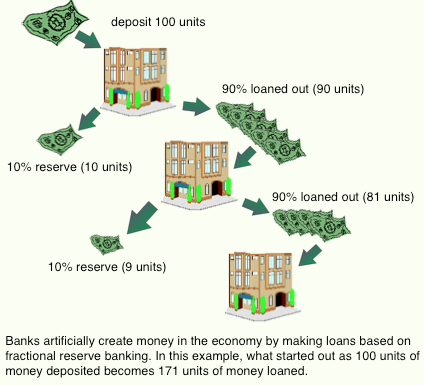 deposit 100 units
90% loaned out (90 units)
10% reserve (10 units)
90% loaned out (81 units)
10% reserve (9 units)
Banks artificially create money in the economy by making loans based on
fractional reserve banking. In this example, what started out as 100 units of
money deposited becomes 171 units of money loaned.